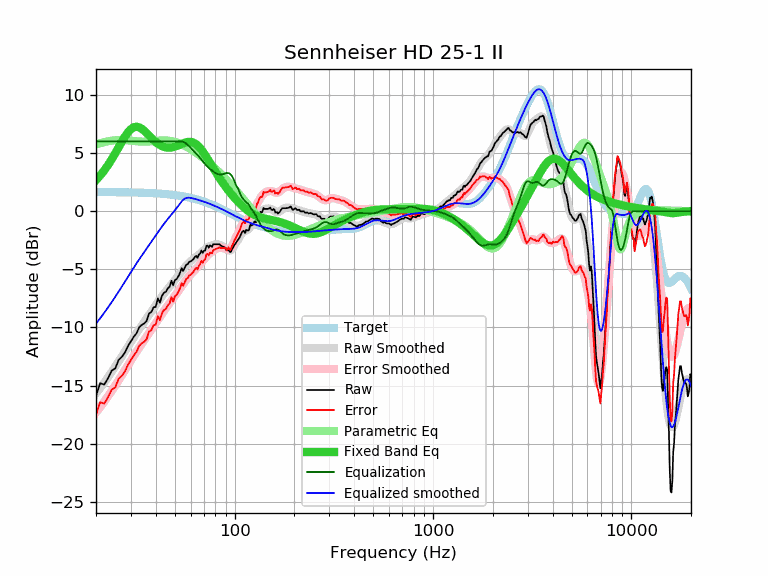 Sennheiser HD 25-1 II
Amplitude (dBr)
10
5
0
−5
−10
−15
−20
−25
Target
Raw Smoothed
Error Smoothed
Raw
Error
Parametric Eq
Fixed Band Eq
Equalization
Equalized smoothed
100
1000
10000
Frequency (Hz)